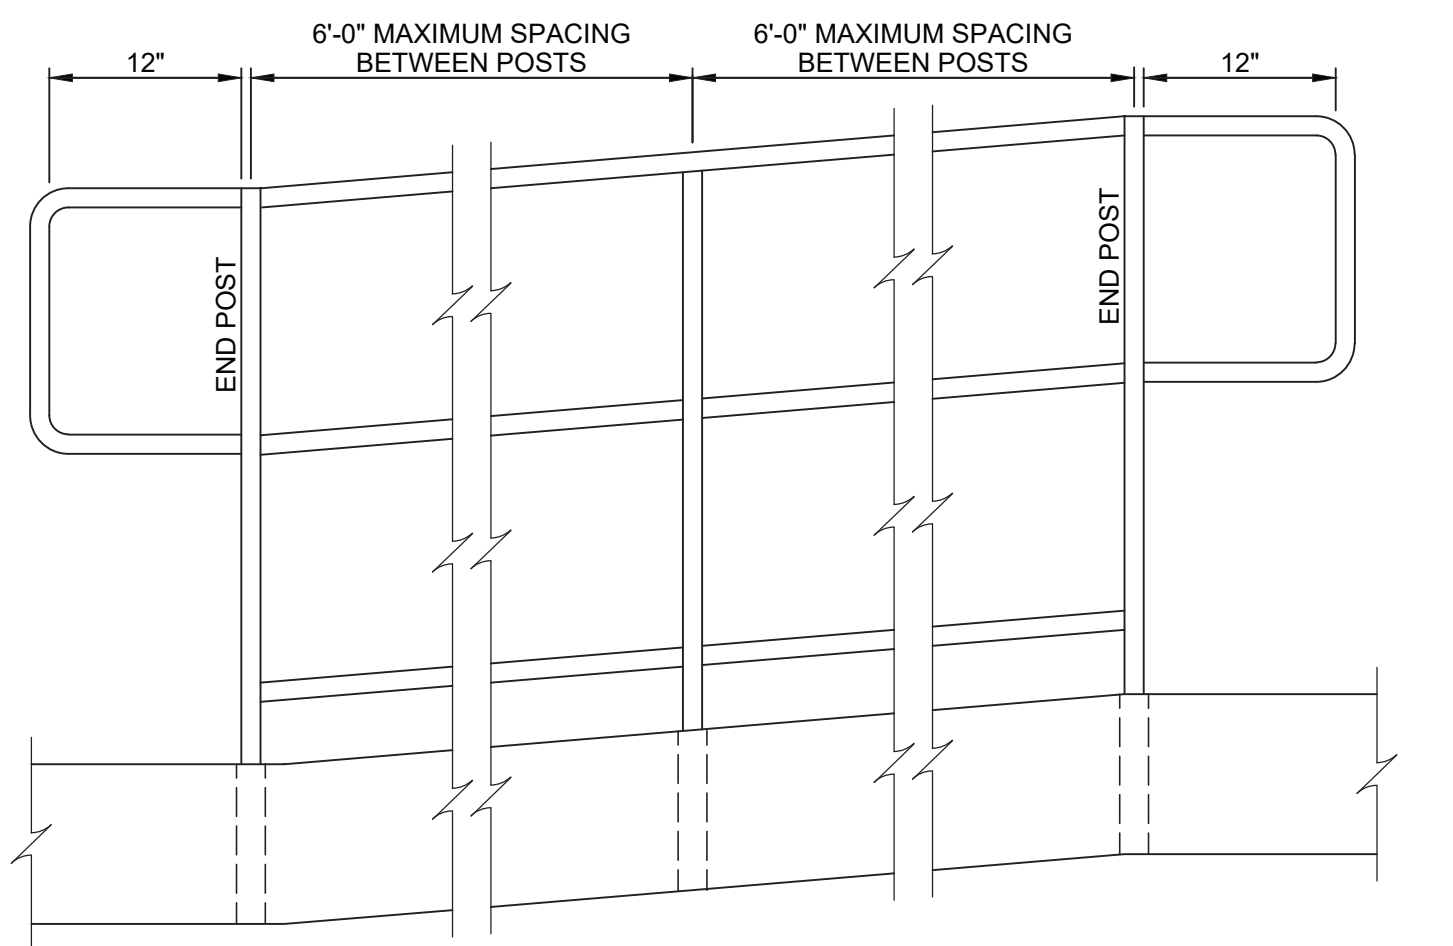 6'-0" MAXIMUM SPACING
BETWEEN POSTS
6'-0" MAXIMUM SPACING
BETWEEN POSTS
12"
12"
END POST
END POST